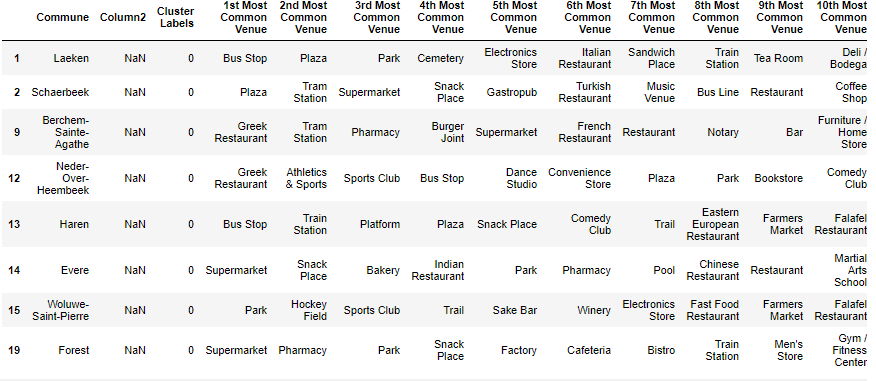 Commune Column2 Cluster Labels 1st Most Common Venue 2nd Most Common Venue 3rd Most Common Venue 4th Most Common Venue 5th Most Common Venue 6th Most Common Venue 7th Most Common Venue 8th Most Common Venue 9th Most Common Venue 10th Most Common Venue
1 Laeken NaN 0 Bus Stop Plaza Park Cemetery Electronics Store Italian Restaurant Sandwich Place Train Station Tea Room Deli / Bodega
2 Schaerbeek NaN 0 Plaza Tram Station Supermarket Snack Place Gastropub Turkish Restaurant Music Venue Bus Line Restaurant Coffee Shop
9 Berchem-Sainte-Agathe NaN 0 Greek Restaurant Tram Station Pharmacy Burger Joint Supermarket French Restaurant Restaurant Notary Bar Furniture / Home Store
12 Neder-Over-Heembeek NaN 0 Greek Restaurant Athletics & Sports Sports Club Bus Stop Dance Studio Convenience Store Plaza Park Bookstore Comedy Club
13 Haren NaN 0 Bus Stop Train Station Platform Plaza Snack Place Comedy Club Trail Eastern European Restaurant Farmers Market Falafel Restaurant
14 Evere NaN 0 Supermarket Snack Place Bakery Indian Restaurant Park Pharmacy Pool Chinese Restaurant Restaurant Martial Arts School
15 Woluwe-Saint-Pierre NaN 0 Park Hockey Field Sports Club Trail Sake Bar Winery Electronics Store Fast Food Restaurant Farmers Market Falafel Restaurant
19 Forest NaN 0 Supermarket Pharmacy Park Snack Place Factory Cafeteria Bistro Train Station Men's Store Gym / Fitness Center